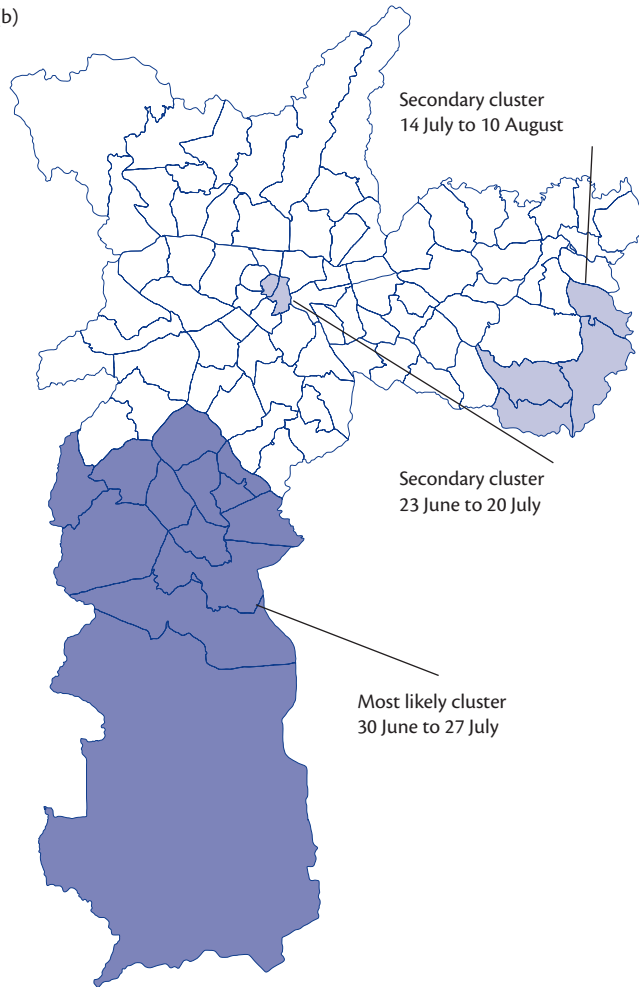 b)
Secondary cluster
14 July to 10 August
Secondary cluster
23 June to 20 July
Most likely cluster
30 June to 27 July